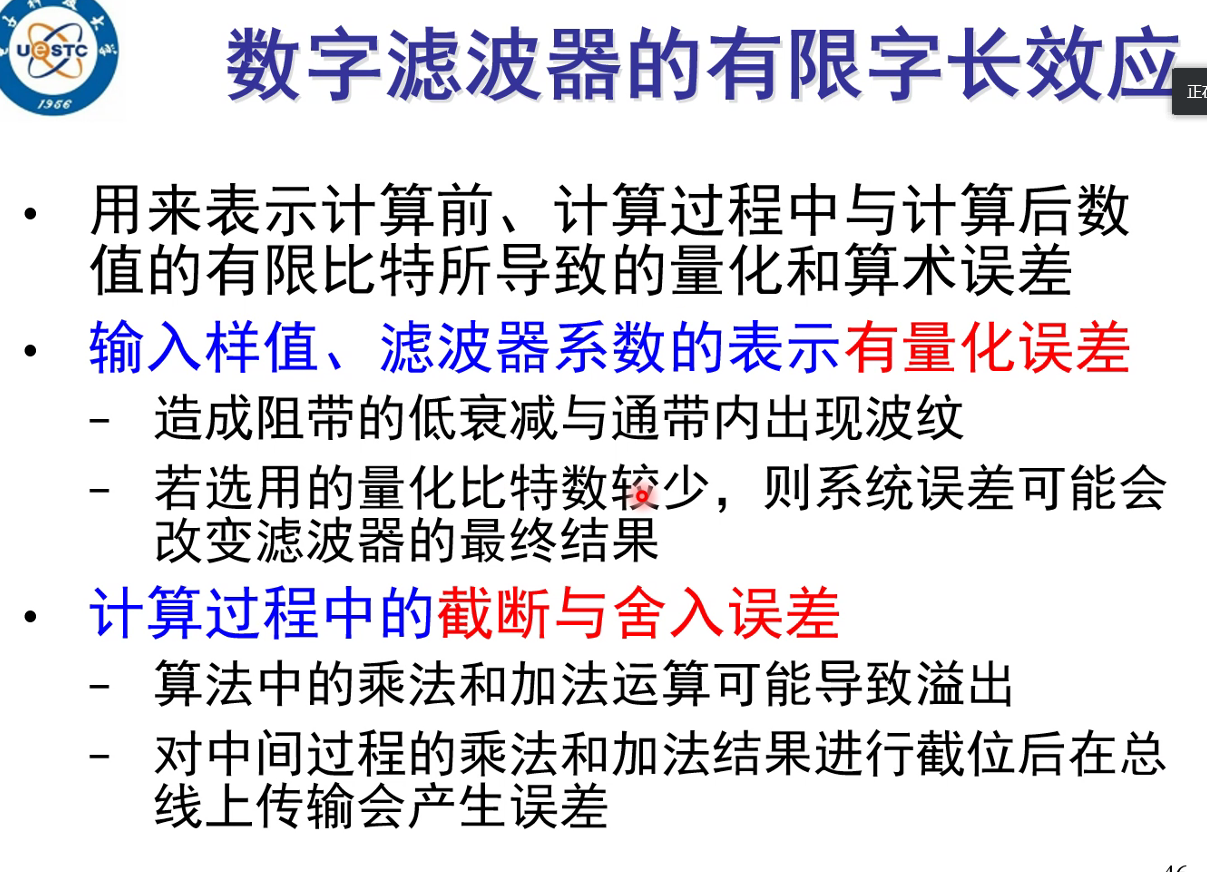 UESTC
1956
数字滤波器的有限字长效应
正在
• 用来表示计算前、计算过程中与计算后数
值的有限比特所导致的量化和算术误差
• 输入样值、滤波器系数的表示有量化误差
– 造成阻带的低衰减与通带内出现波纹
– 若选用的量化比特数较少，则系统误差可能会
改变滤波器的最终结果
• 计算过程中的截断与舍入误差
– 算法中的乘法和加法运算可能导致溢出
– 对中间过程的乘法和加法结果进行截位后在总
线上传输会产生误差